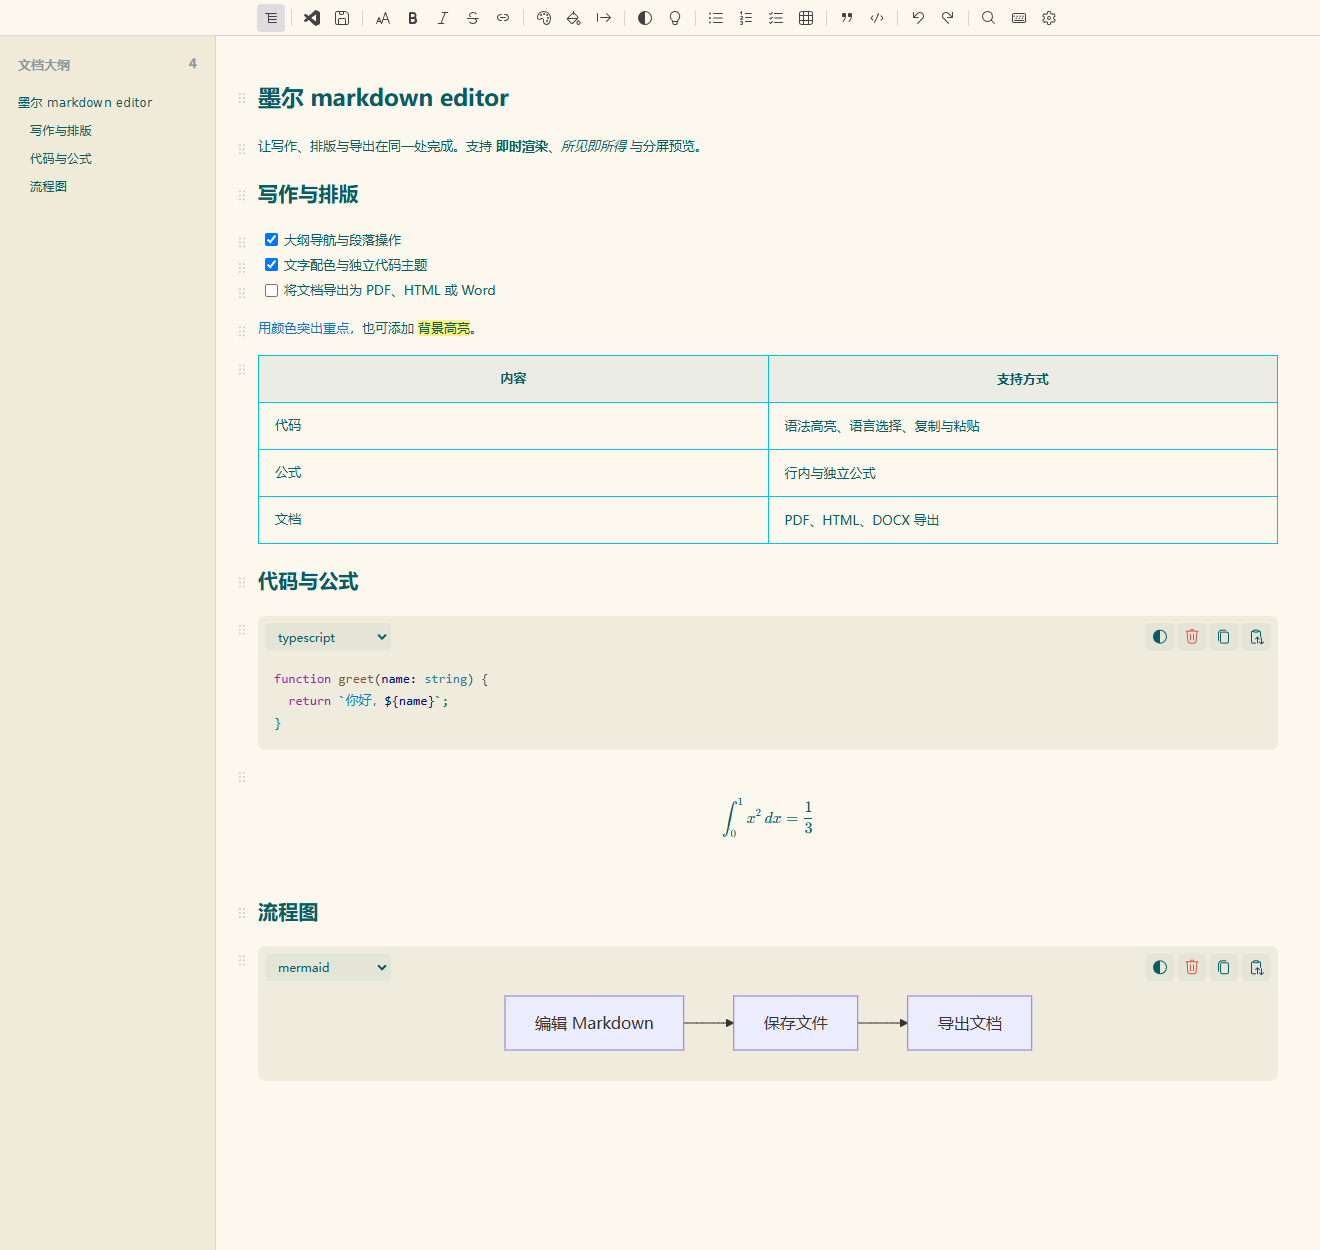 文档大纲 4
墨尔 markdown editor
写作与排版
代码与公式
流程图
墨尔 markdown editor
让写作、排版与导出在同一处完成。支持 即时渲染、所见即所得 与分屏预览。
写作与排版
大纲导航与段落操作
文字配色与独立代码主题
将文档导出为 PDF、HTML 或 Word
用颜色突出重点，也可添加 背景高亮。
内容 支持方式
代码 语法高亮、语言选择、复制与粘贴
公式 行内与独立公式
文档 PDF、HTML、DOCX 导出
代码与公式
typescript
function greet(name: string) {
  return `你好，${name}`;
}
∫₀¹ x² dx = 1/3
流程图
mermaid
编辑 Markdown 保存文件 导出文档